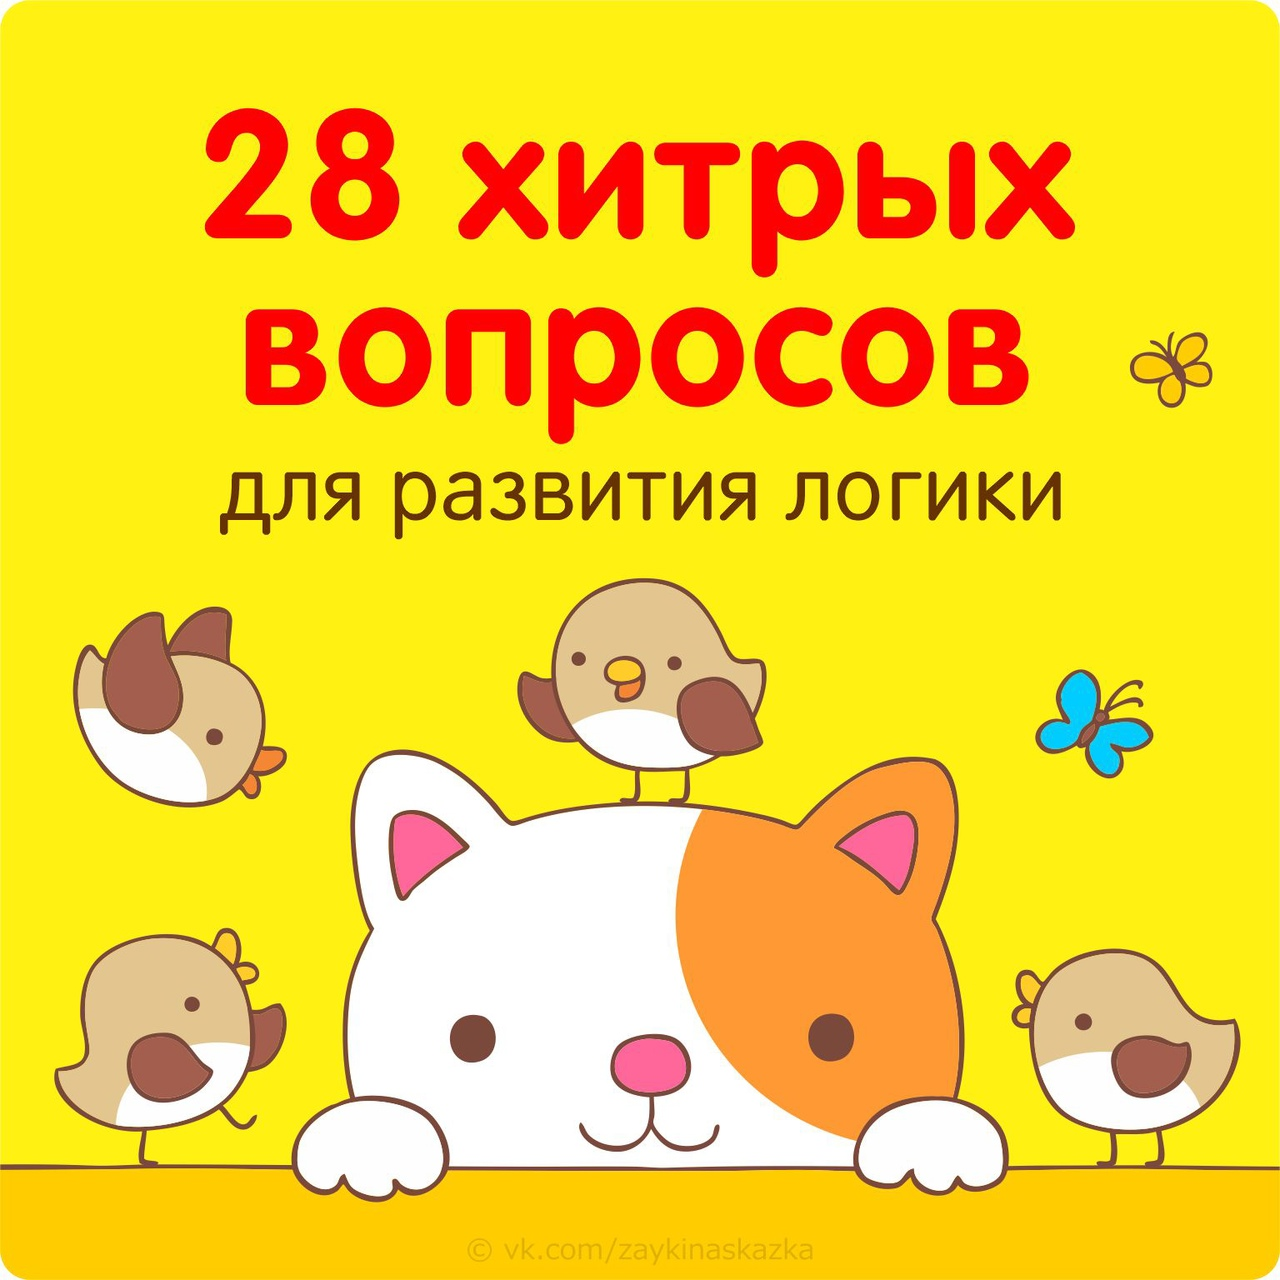 28 хитрых
вопросов
для развития логики
© vk.com/zaykinaskazka